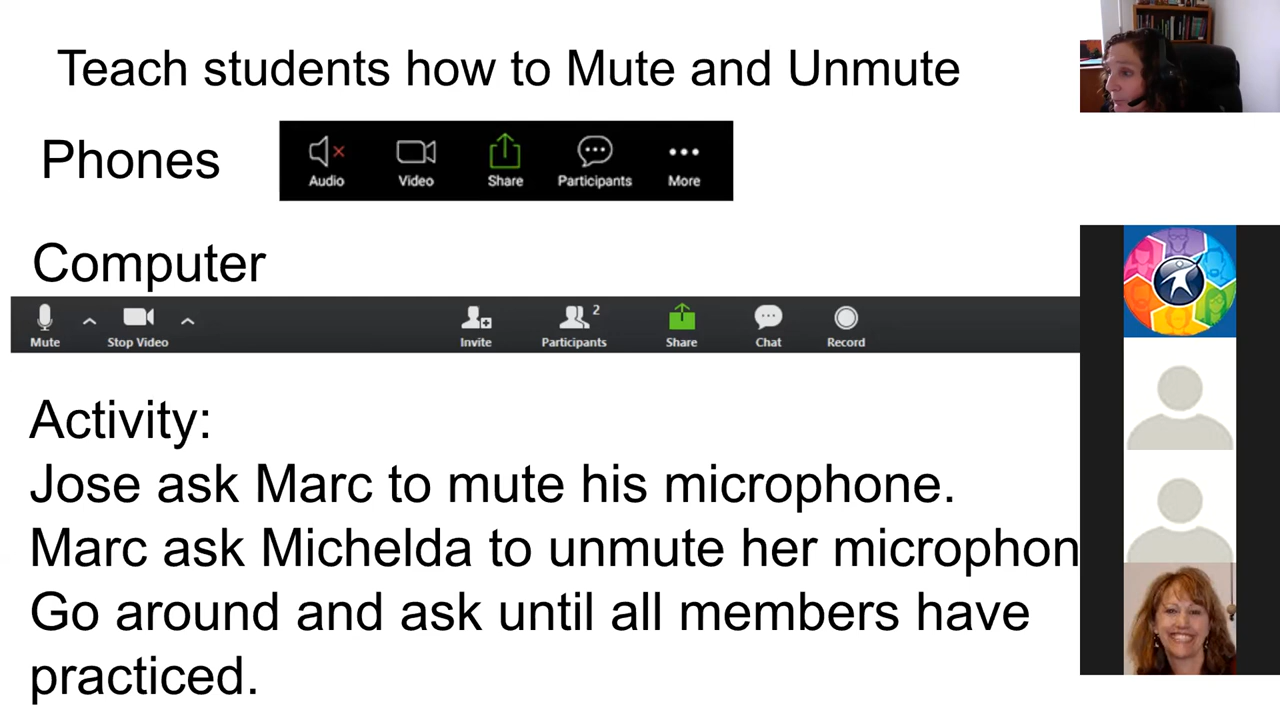 Teach students how to Mute and Unmute
Phones
Audio Video Share Participants More
Computer
2
Mute Stop Video Invite Participants Share Chat Record
Activity:
Jose ask Marc to mute his microphone.
Marc ask Michelda to unmute her microphon
Go around and ask until all members have
practiced.